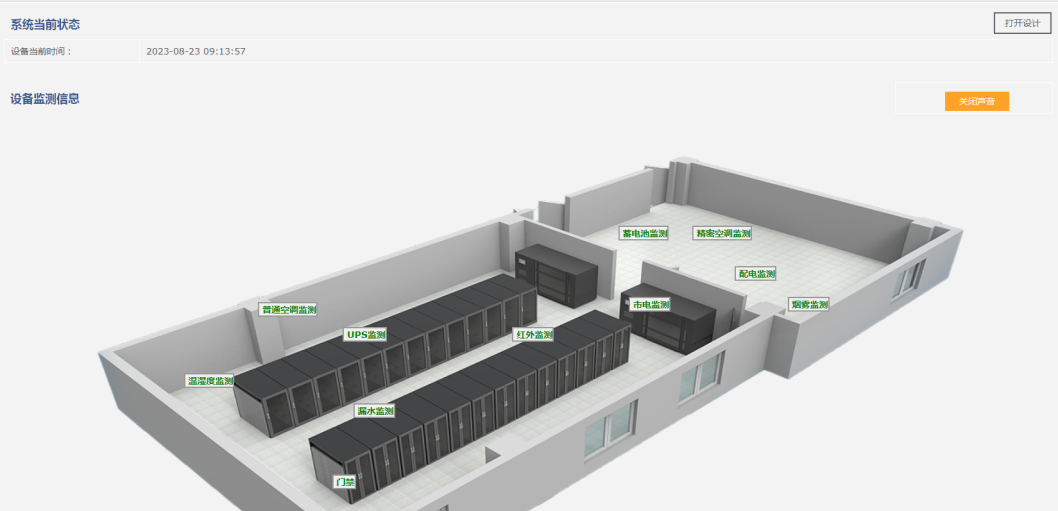 系统当前状态
打开设计
设备当前时间：
2023-08-23 09:13:57
设备监测信息
关闭声音
蓄电池监测
精密空调监测
配电监测
市电监测
烟雾监测
普通空调监测
UPS监测
红外监测
温湿度监测
漏水监测
门禁